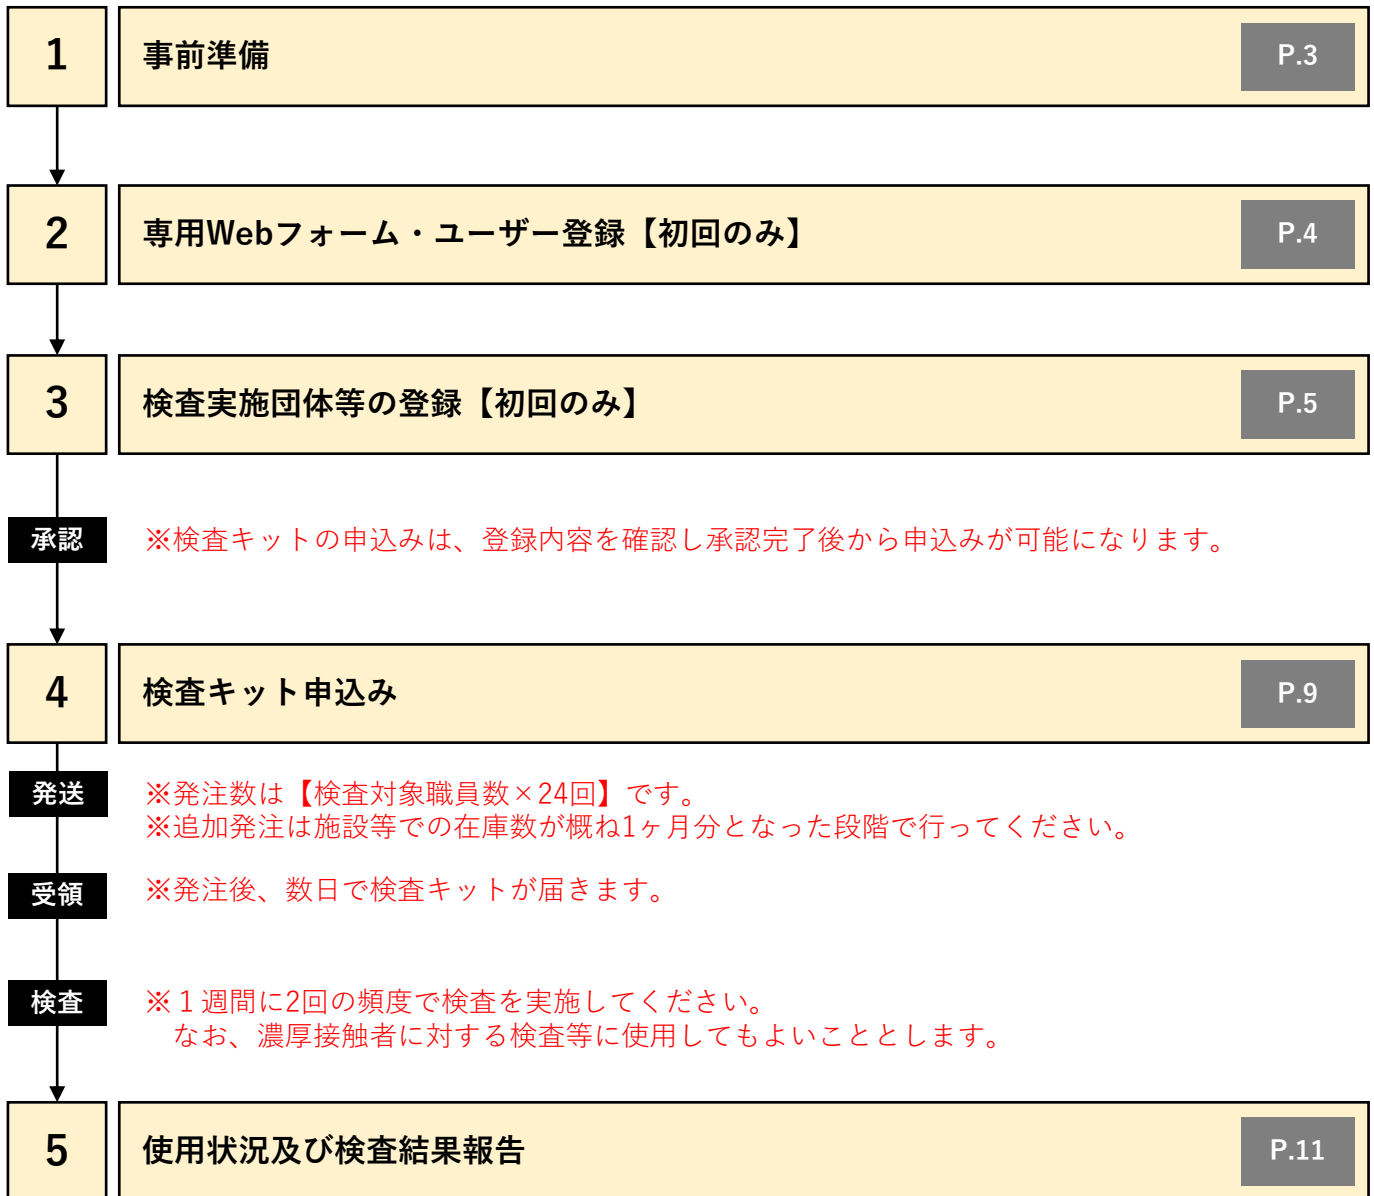 1
事前準備
P.3
2
専用Webフォーム・ユーザー登録【初回のみ】
P.4
3
検査実施団体等の登録【初回のみ】
P.5
承認
※検査キットの申込みは、登録内容を確認し承認完了後から申込みが可能になります。
4
検査キット申込み
P.9
発送
※発注数は【検査対象職員数×24回】です。
※追加発注は施設等での在庫数が概ね1ヶ月分となった段階で行ってください。
受領
※発注後、数日で検査キットが届きます。
検査
※１週間に2回の頻度で検査を実施してください。
なお、濃厚接触者に対する検査等に使用してもよいこととします。
5
使用状況及び検査結果報告
P.11